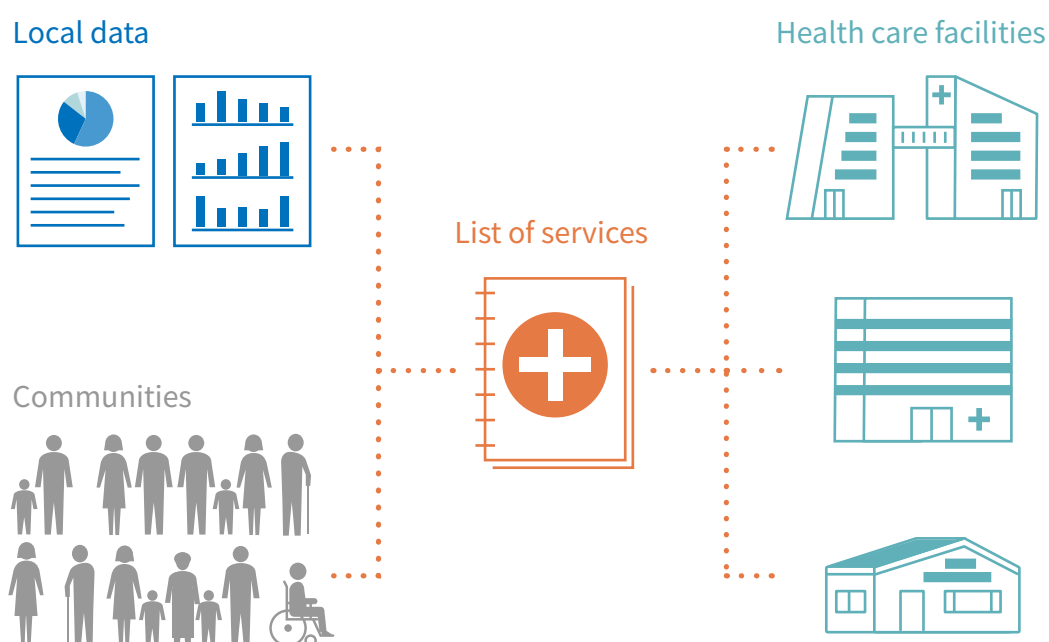 Local data
Health care facilities
List of services
Communities